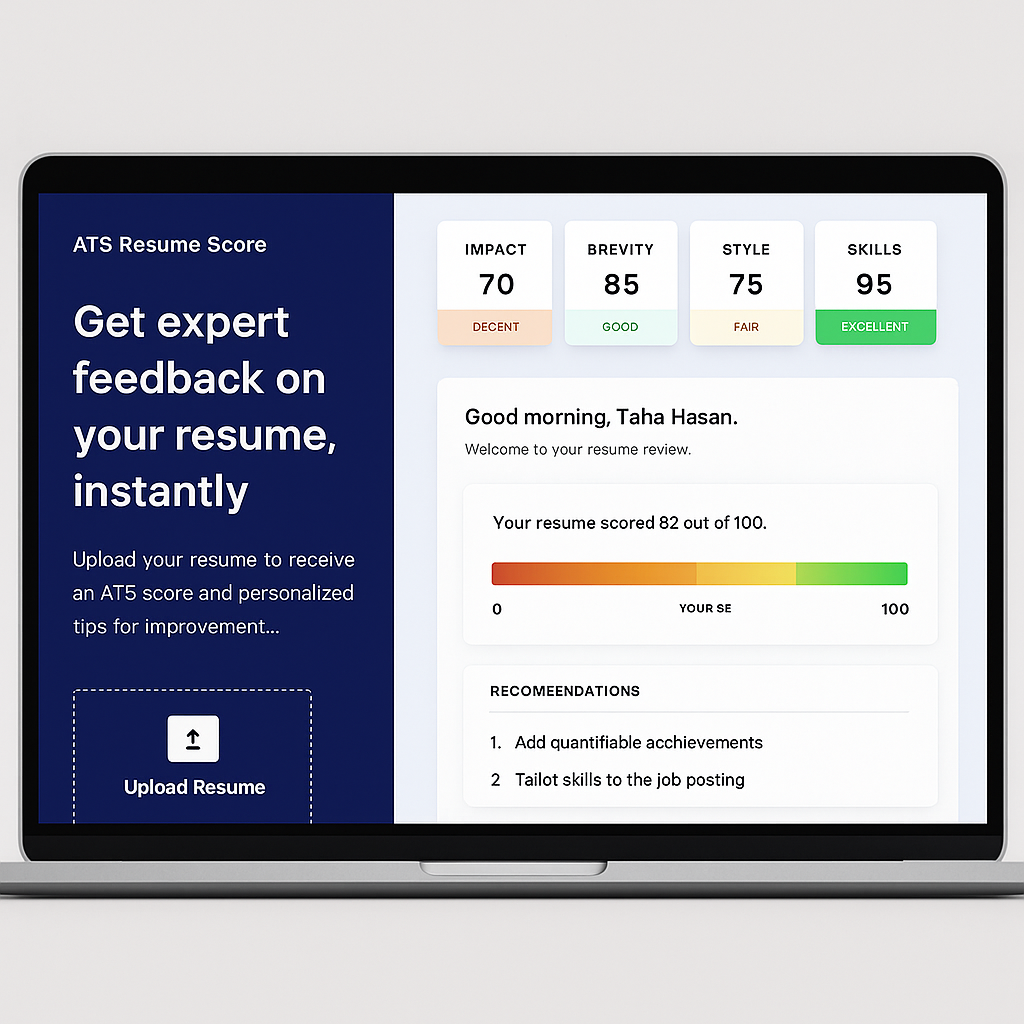 ATS Resume Score
Get expert
feedback on
your resume,
instantly
Upload your resume to receive
an AT5 score and personalized
tips for improvement...
Upload Resume
IMPACT
70
DECENT
BREVITY
85
GOOD
STYLE
75
FAIR
SKILLS
95
EXCELLENT
Good morning, Taha Hasan.
Welcome to your resume review.
Your resume scored 82 out of 100.
0 YOUR SE 100
RECOMEENDATIONS
1. Add quantifiable acchievements
2 Tailot skills to the job posting